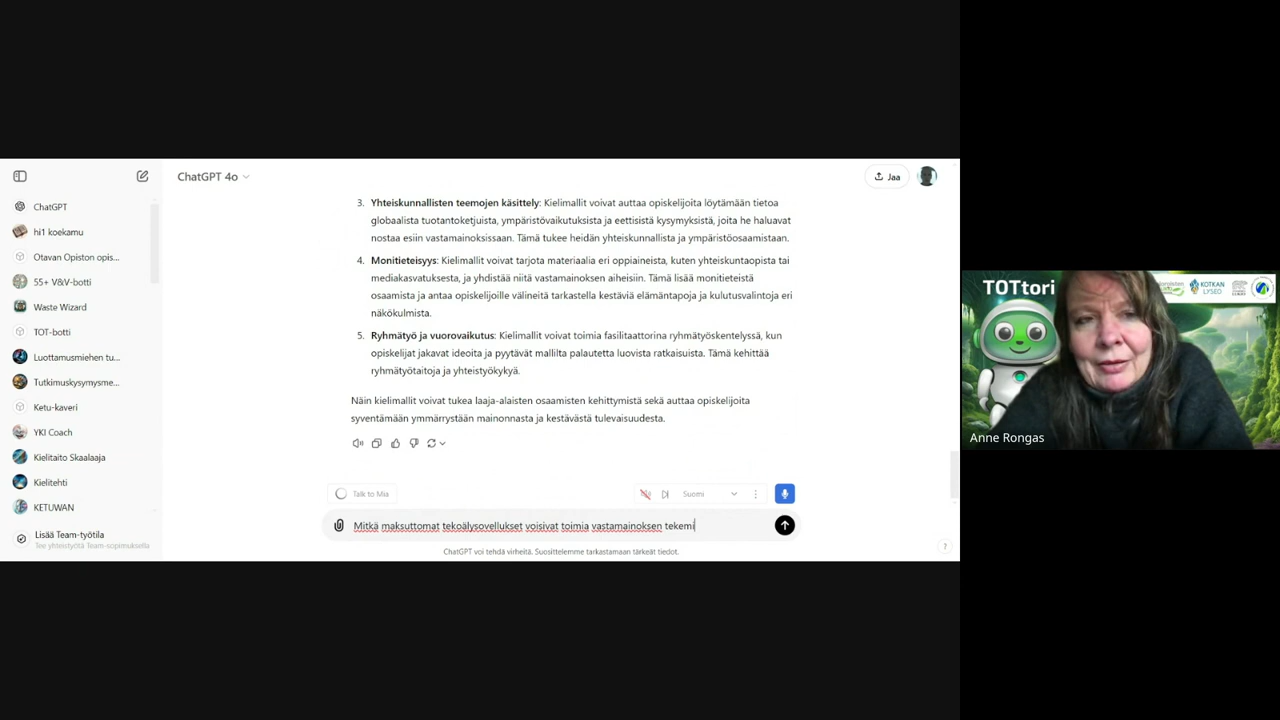 ChatGPT 4o
Jaa
ChatGPT
hi1 koekamu
Otavan Opiston opis...
55+ V&V-botti
Waste Wizard
TOT-botti
Luottamusmiehen tu...
Tutkimuskysymysme...
Ketu-kaveri
YKI Coach
Kielitaito Skaalaaja
Kielitehti
KETUWAN
Lisää Team-työtila
Tee yhteistyötä Team-sopimuksella
3. Yhteiskunnallisten teemojen käsittely: Kielimallit voivat auttaa opiskelijoita löytämään tietoa
globaalista tuotantoketjuista, ympäristövaikutuksista ja eettisistä kysymyksistä, joita he haluavat
nostaa esiin vastamainoksissaan. Tämä tukee heidän yhteiskunnallista ja ympäristöosaamistaan.
4. Monitieteisyys: Kielimallit voivat tarjota materiaalia eri oppiaineista, kuten yhteiskuntaopista tai
mediakasvatuksesta, ja yhdistää niitä vastamainoksen aiheisiin. Tämä lisää monitieteistä
osaamista ja antaa opiskelijoille välineitä tarkastella kestäviä elämäntapoja ja kulutusvalintoja eri
näkökulmista.
5. Ryhmätyö ja vuorovaikutus: Kielimallit voivat toimia fasilitaattorina ryhmätyöskentelyssä, kun
opiskelijat jakavat ideoita ja pyytävät mallilta palautetta luovista ratkaisuista. Tämä kehittää
ryhmätyötaitoja ja yhteistyökykyä.
Näin kielimallit voivat tukea laaja-alaisten osaamisten kehittymistä sekä auttaa opiskelijoita
syventämään ymmärrystään mainonnasta ja kestävästä tulevaisuudesta.
Talk to Mia
Suomi
Mitkä maksuttomat tekoälysovellukset voisivat toimia vastamainoksen tekemi
ChatGPT voi tehdä virheitä. Suosittelemme tarkastamaan tärkeät tiedot.
?
TOTtori
KOTKAN
LYSEO
Anne Rongas